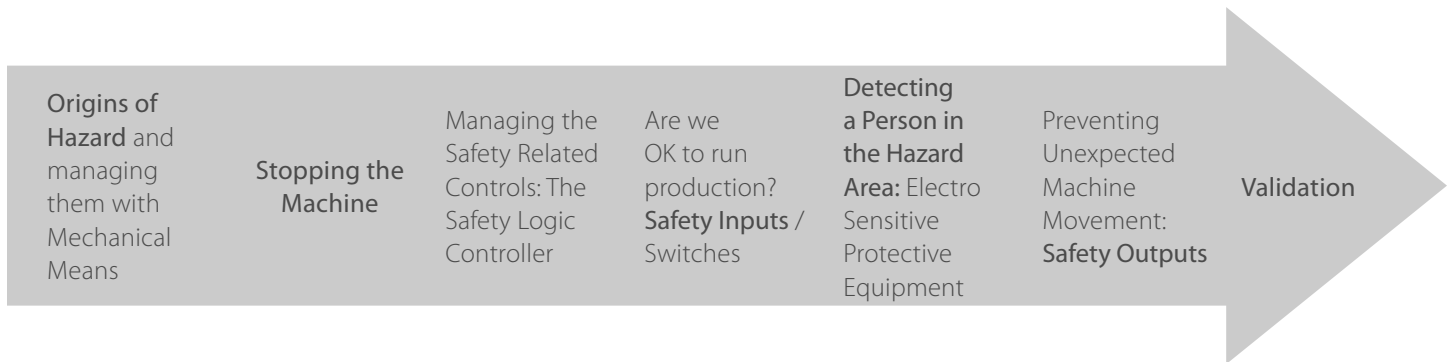 Origins of
Hazard and
managing
them with
Mechanical
Means
Stopping the
Machine
Managing the
Safety Related
Controls: The
Safety Logic
Controller
Are we
OK to run
production?
Safety Inputs /
Switches
Detecting
a Person in
the Hazard
Area: Electro
Sensitive
Protective
Equipment
Preventing
Unexpected
Machine
Movement:
Safety Outputs
Validation